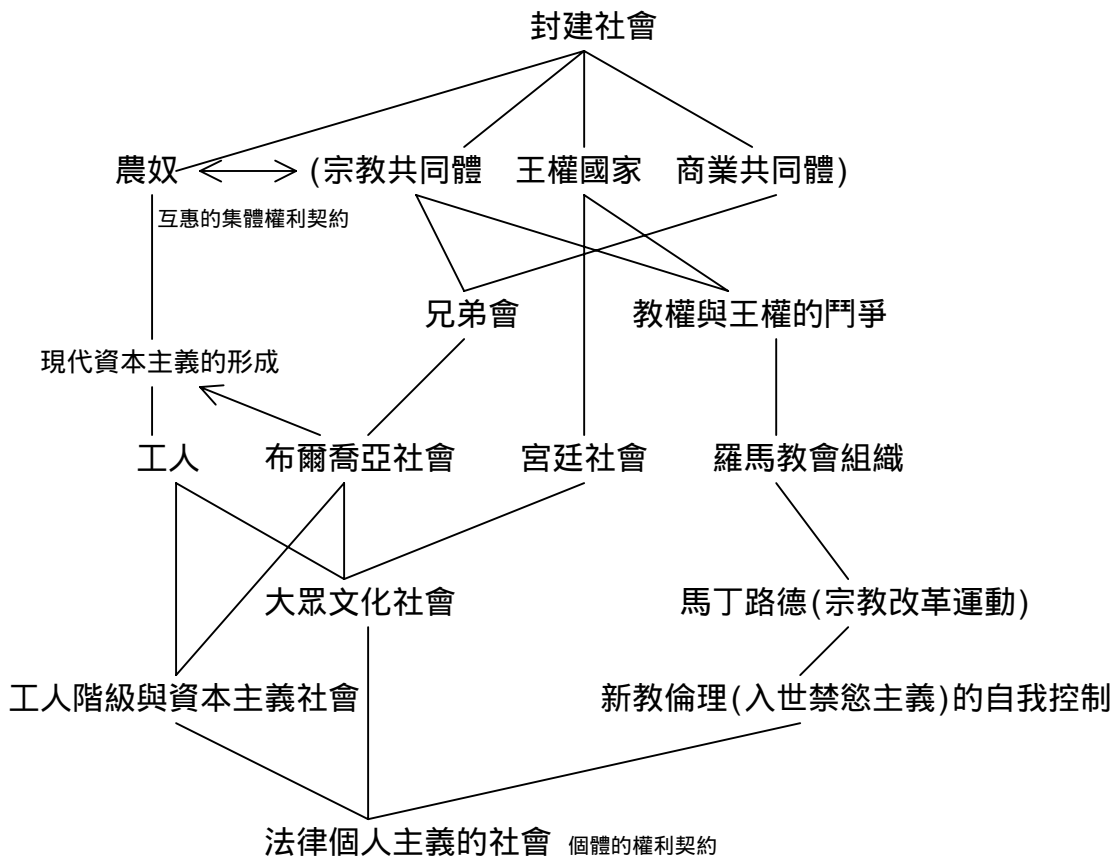 封建社會
農奴 (宗教共同體 王權國家 商業共同體)
互惠的集體權利契約
兄弟會 教權與王權的鬥爭
現代資本主義的形成
工人 布爾喬亞社會 宮廷社會 羅馬教會組織
大眾文化社會 馬丁路德(宗教改革運動)
工人階級與資本主義社會 新教倫理(入世禁慾主義)的自我控制
法律個人主義的社會 個體的權利契約